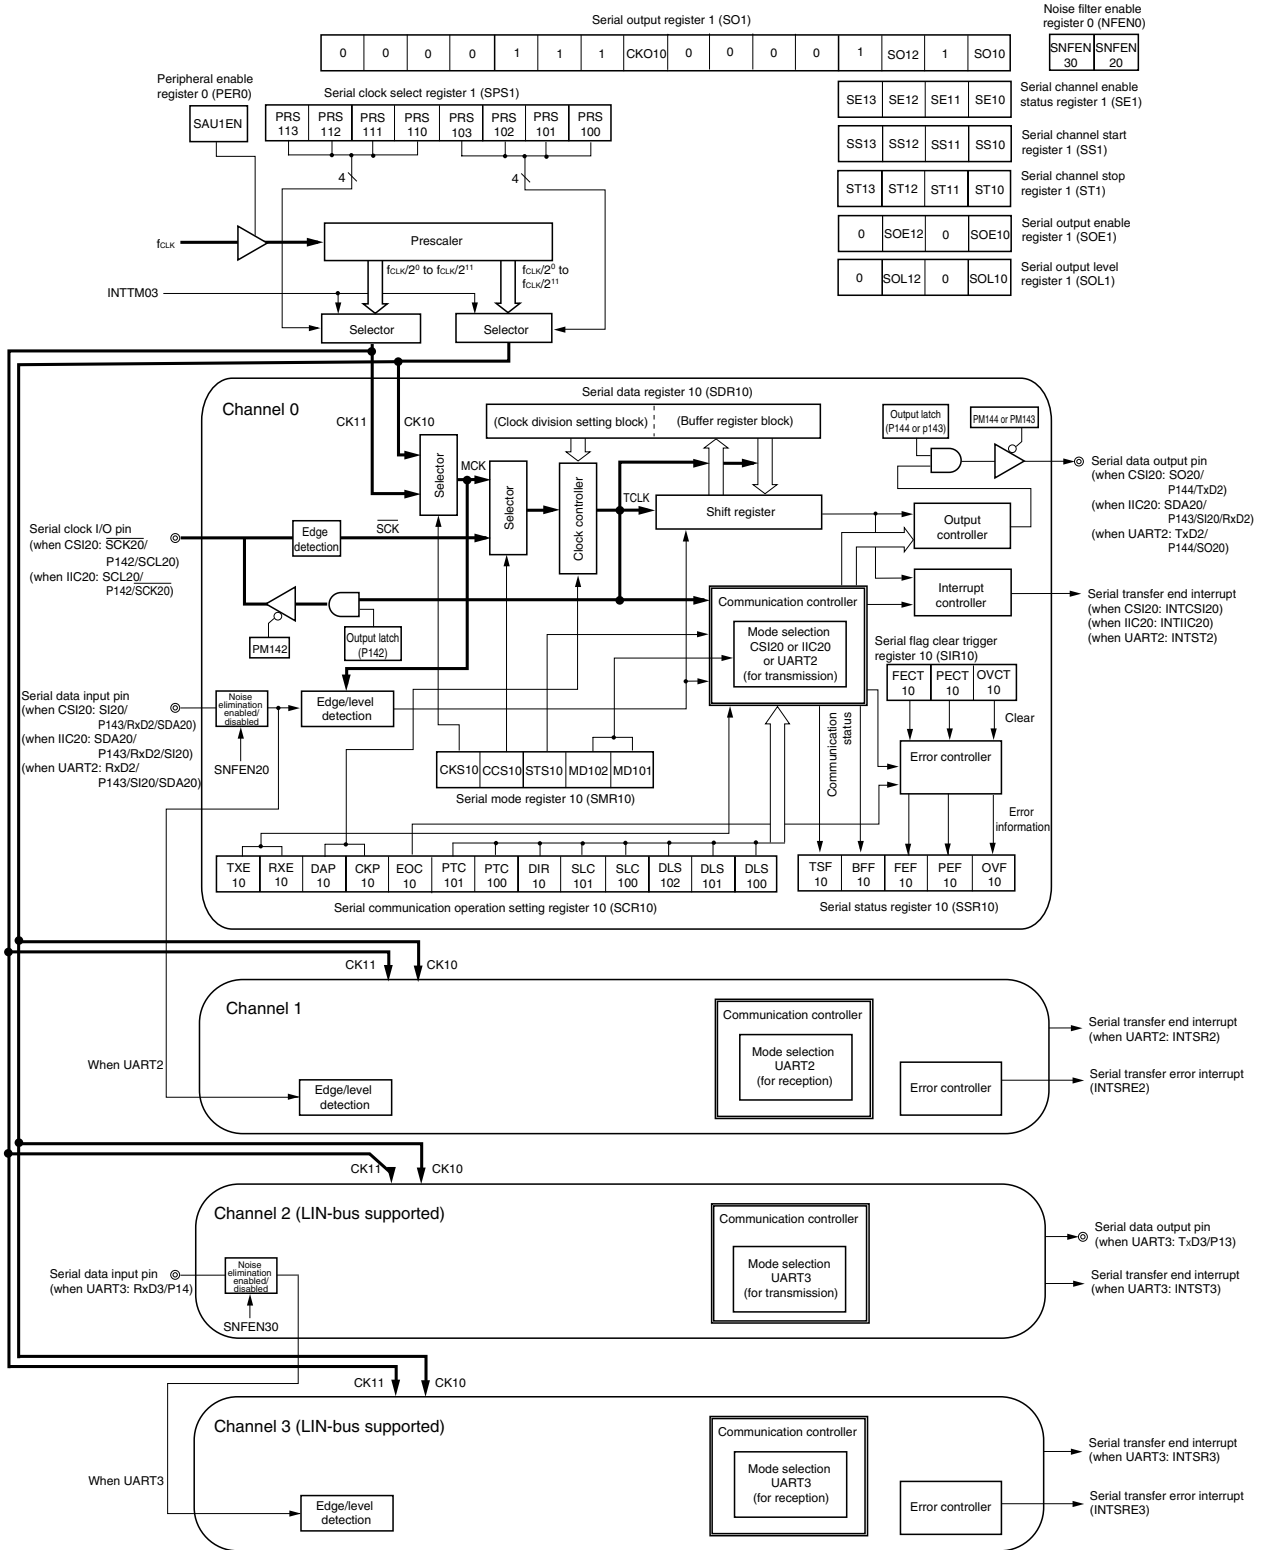 Serial output register 1 (SO1)
0 0 0 0 1 1 1 CKO10 0 0 0 0 1 SO12 1 SO10
Noise filter enable
register 0 (NFEN0)
SNFEN 30 SNFEN 20
Peripheral enable
register 0 (PER0)
SAU1EN
Serial clock select register 1 (SPS1)
PRS 113 PRS 112 PRS 111 PRS 110 PRS 103 PRS 102 PRS 101 PRS 100
4
4
SE13 SE12 SE11 SE10
Serial channel enable
status register 1 (SE1)
SS13 SS12 SS11 SS10
Serial channel start
register 1 (SS1)
ST13 ST12 ST11 ST10
Serial channel stop
register 1 (ST1)
0 SOE12 0 SOE10
Serial output enable
register 1 (SOE1)
0 SOL12 0 SOL10
Serial output level
register 1 (SOL1)
fCLK
Prescaler
fCLK/2⁰ to fCLK/2¹¹
fCLK/2⁰ to
fCLK/2¹¹
INTTM03
Selector
Selector
Channel 0
CK11
CK10
Serial data register 10 (SDR10)
(Clock division setting block)
(Buffer register block)
Output latch
(P144 or p143)
PM144 or PM143
Selector
MCK
Selector
Clock controller
TCLK
Shift register
Output
controller
Serial data output pin
(when CSI20: SO20/
P144/TxD2)
(when IIC20: SDA20/
P143/SI20/RxD2)
(when UART2: TxD2/
P144/SO20)
Serial clock I/O pin
(when CSI20: SCK20/
P142/SCL20)
(when IIC20: SCL20/
P142/SCK20)
Edge
detection
SCK
PM142
Output latch
(P142)
Communication controller
Mode selection
CSI20 or IIC20
or UART2
(for transmission)
Interrupt
controller
Serial transfer end interrupt
(when CSI20: INTCSI20)
(when IIC20: INTIIC20)
(when UART2: INTST2)
Serial flag clear trigger
register 10 (SIR10)
FECT 10 PECT 10 OVCT 10
Clear
Serial data input pin
(when CSI20: SI20/
P143/RxD2/SDA20)
(when IIC20: SDA20/
P143/RxD2/SI20)
(when UART2: RxD2/
P143/SI20/SDA20)
Noise
elimination
enabled/
disabled
SNFEN20
Edge/level
detection
CKS10 CCS10 STS10 MD102 MD101
Serial mode register 10 (SMR10)
Communication
status
Error controller
Error
information
TXE 10 RXE 10 DAP 10 CKP 10 EOC 10 PTC 101 PTC 100 DIR 10 SLC 101 SLC 100 DLS 102 DLS 101 DLS 100
Serial communication operation setting register 10 (SCR10)
TSF 10 BFF 10 FEF 10 PEF 10 OVF 10
Serial status register 10 (SSR10)
CK11
CK10
Channel 1
Communication controller
Mode selection
UART2
(for reception)
When UART2
Edge/level
detection
Error controller
Serial transfer end interrupt
(when UART2: INTSR2)
Serial transfer error interrupt
(INTSRE2)
CK11
CK10
Channel 2 (LIN-bus supported)
Communication controller
Mode selection
UART3
(for transmission)
Serial data input pin
(when UART3: RxD3/P14)
Noise
elimination
enabled/
disabled
SNFEN30
Serial data output pin
(when UART3: TxD3/P13)
Serial transfer end interrupt
(when UART3: INTST3)
CK11
CK10
Channel 3 (LIN-bus supported)
Communication controller
Mode selection
UART3
(for reception)
When UART3
Edge/level
detection
Error controller
Serial transfer end interrupt
(when UART3: INTSR3)
Serial transfer error interrupt
(INTSRE3)